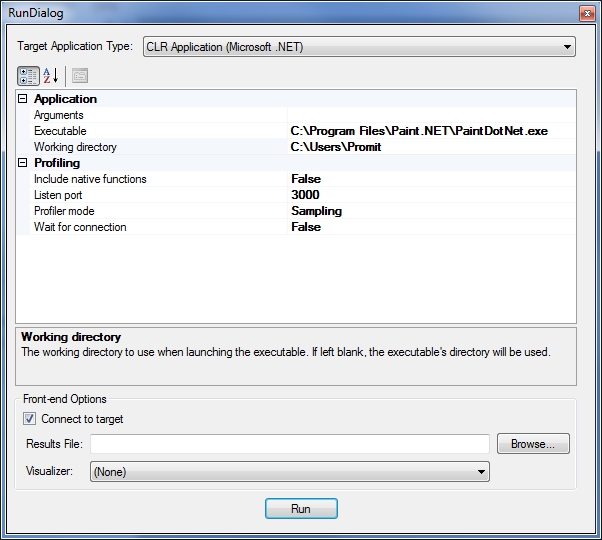 RunDialog
Target Application Type: CLR Application (Microsoft .NET)
Application
Arguments
Executable C:\Program Files\Paint.NET\PaintDotNet.exe
Working directory C:\Users\Promit
Profiling
Include native functions False
Listen port 3000
Profiler mode Sampling
Wait for connection False
Working directory
The working directory to use when launching the executable. If left blank, the executable's directory will be used.
Front-end Options
Connect to target
Results File: Browse...
Visualizer: (None)
Run